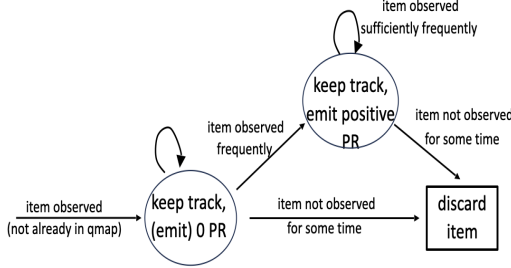 item observed
sufficiently frequently
keep track,
emit positive
PR
item observed
frequently
item not observed
for some time
item observed
(not already in qmap)
keep track,
(emit) 0 PR
item not observed
for some time
discard
item